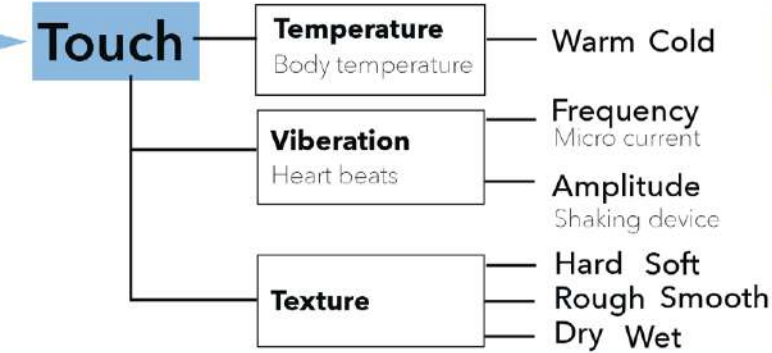 Touch
Temperature
Body temperature
Warm Cold
Viberation
Heart beats
Frequency
Micro current
Amplitude
Shaking device
Texture
Hard Soft
Rough Smooth
Dry Wet